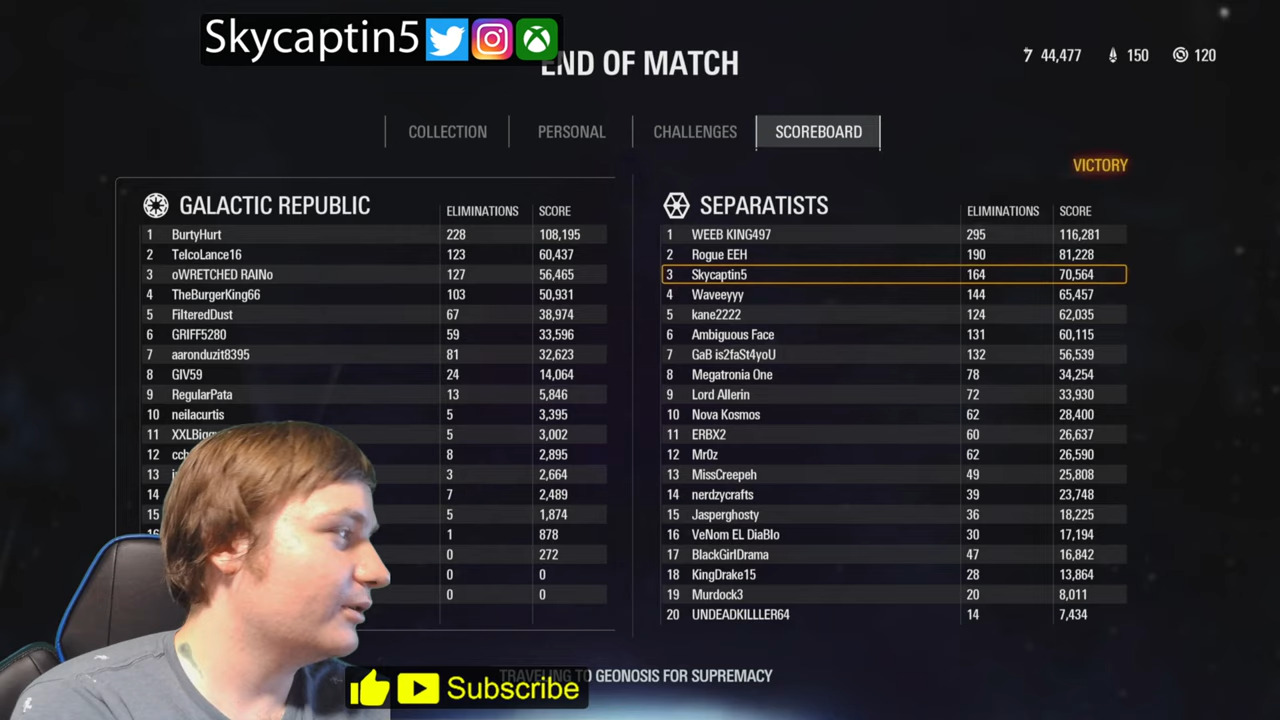 Skycaptin5
END OF MATCH
44,477 150 120
COLLECTION PERSONAL CHALLENGES SCOREBOARD
VICTORY
GALACTIC REPUBLIC ELIMINATIONS SCORE
1 BurtyHurt 228 108,195
2 TelcoLance16 123 60,437
3 oWRETCHED RAINo 127 56,465
4 TheBurgerKing66 103 50,931
5 FilteredDust 67 38,974
6 GRIFF5280 59 33,596
7 aaronduzit8395 81 32,623
8 GIV59 24 14,064
9 RegularPata 13 5,846
10 neilacurtis 5 3,395
11 5 3,002
12 8 2,895
13 3 2,664
14 7 2,489
15 5 1,874
16 1 878
0 272
0 0
0 0
SEPARATISTS ELIMINATIONS SCORE
1 WEEB KING497 295 116,281
2 Rogue EEH 190 81,228
3 Skycaptin5 164 70,564
4 Waveeyyy 144 65,457
5 kane2222 124 62,035
6 Ambiguous Face 131 60,115
7 GaB is2faSt4yoU 132 56,539
8 Megatronia One 78 34,254
9 Lord Allerin 72 33,930
10 Nova Kosmos 62 28,400
11 ERBX2 60 26,637
12 Mr0z 62 26,590
13 MissCreepeh 49 25,808
14 nerdzycrafts 39 23,748
15 Jasperghosty 36 18,225
16 VeNom EL DiaBlo 30 17,194
17 BlackGirlDrama 47 16,842
18 KingDrake15 28 13,864
19 Murdock3 20 8,011
20 UNDEADKILLLER64 14 7,434
TRAVELING TO GEONOSIS FOR SUPREMACY
Subscribe